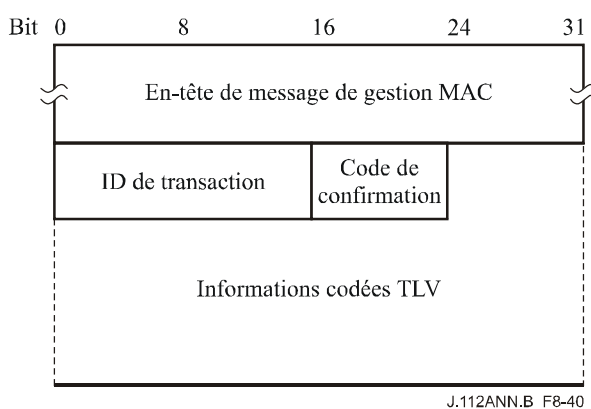 Bit 0 8 16 24 31
En-tête de message de gestion MAC
ID de transaction
Code de
confirmation
Informations codées TLV
J.112ANN.B F8-40